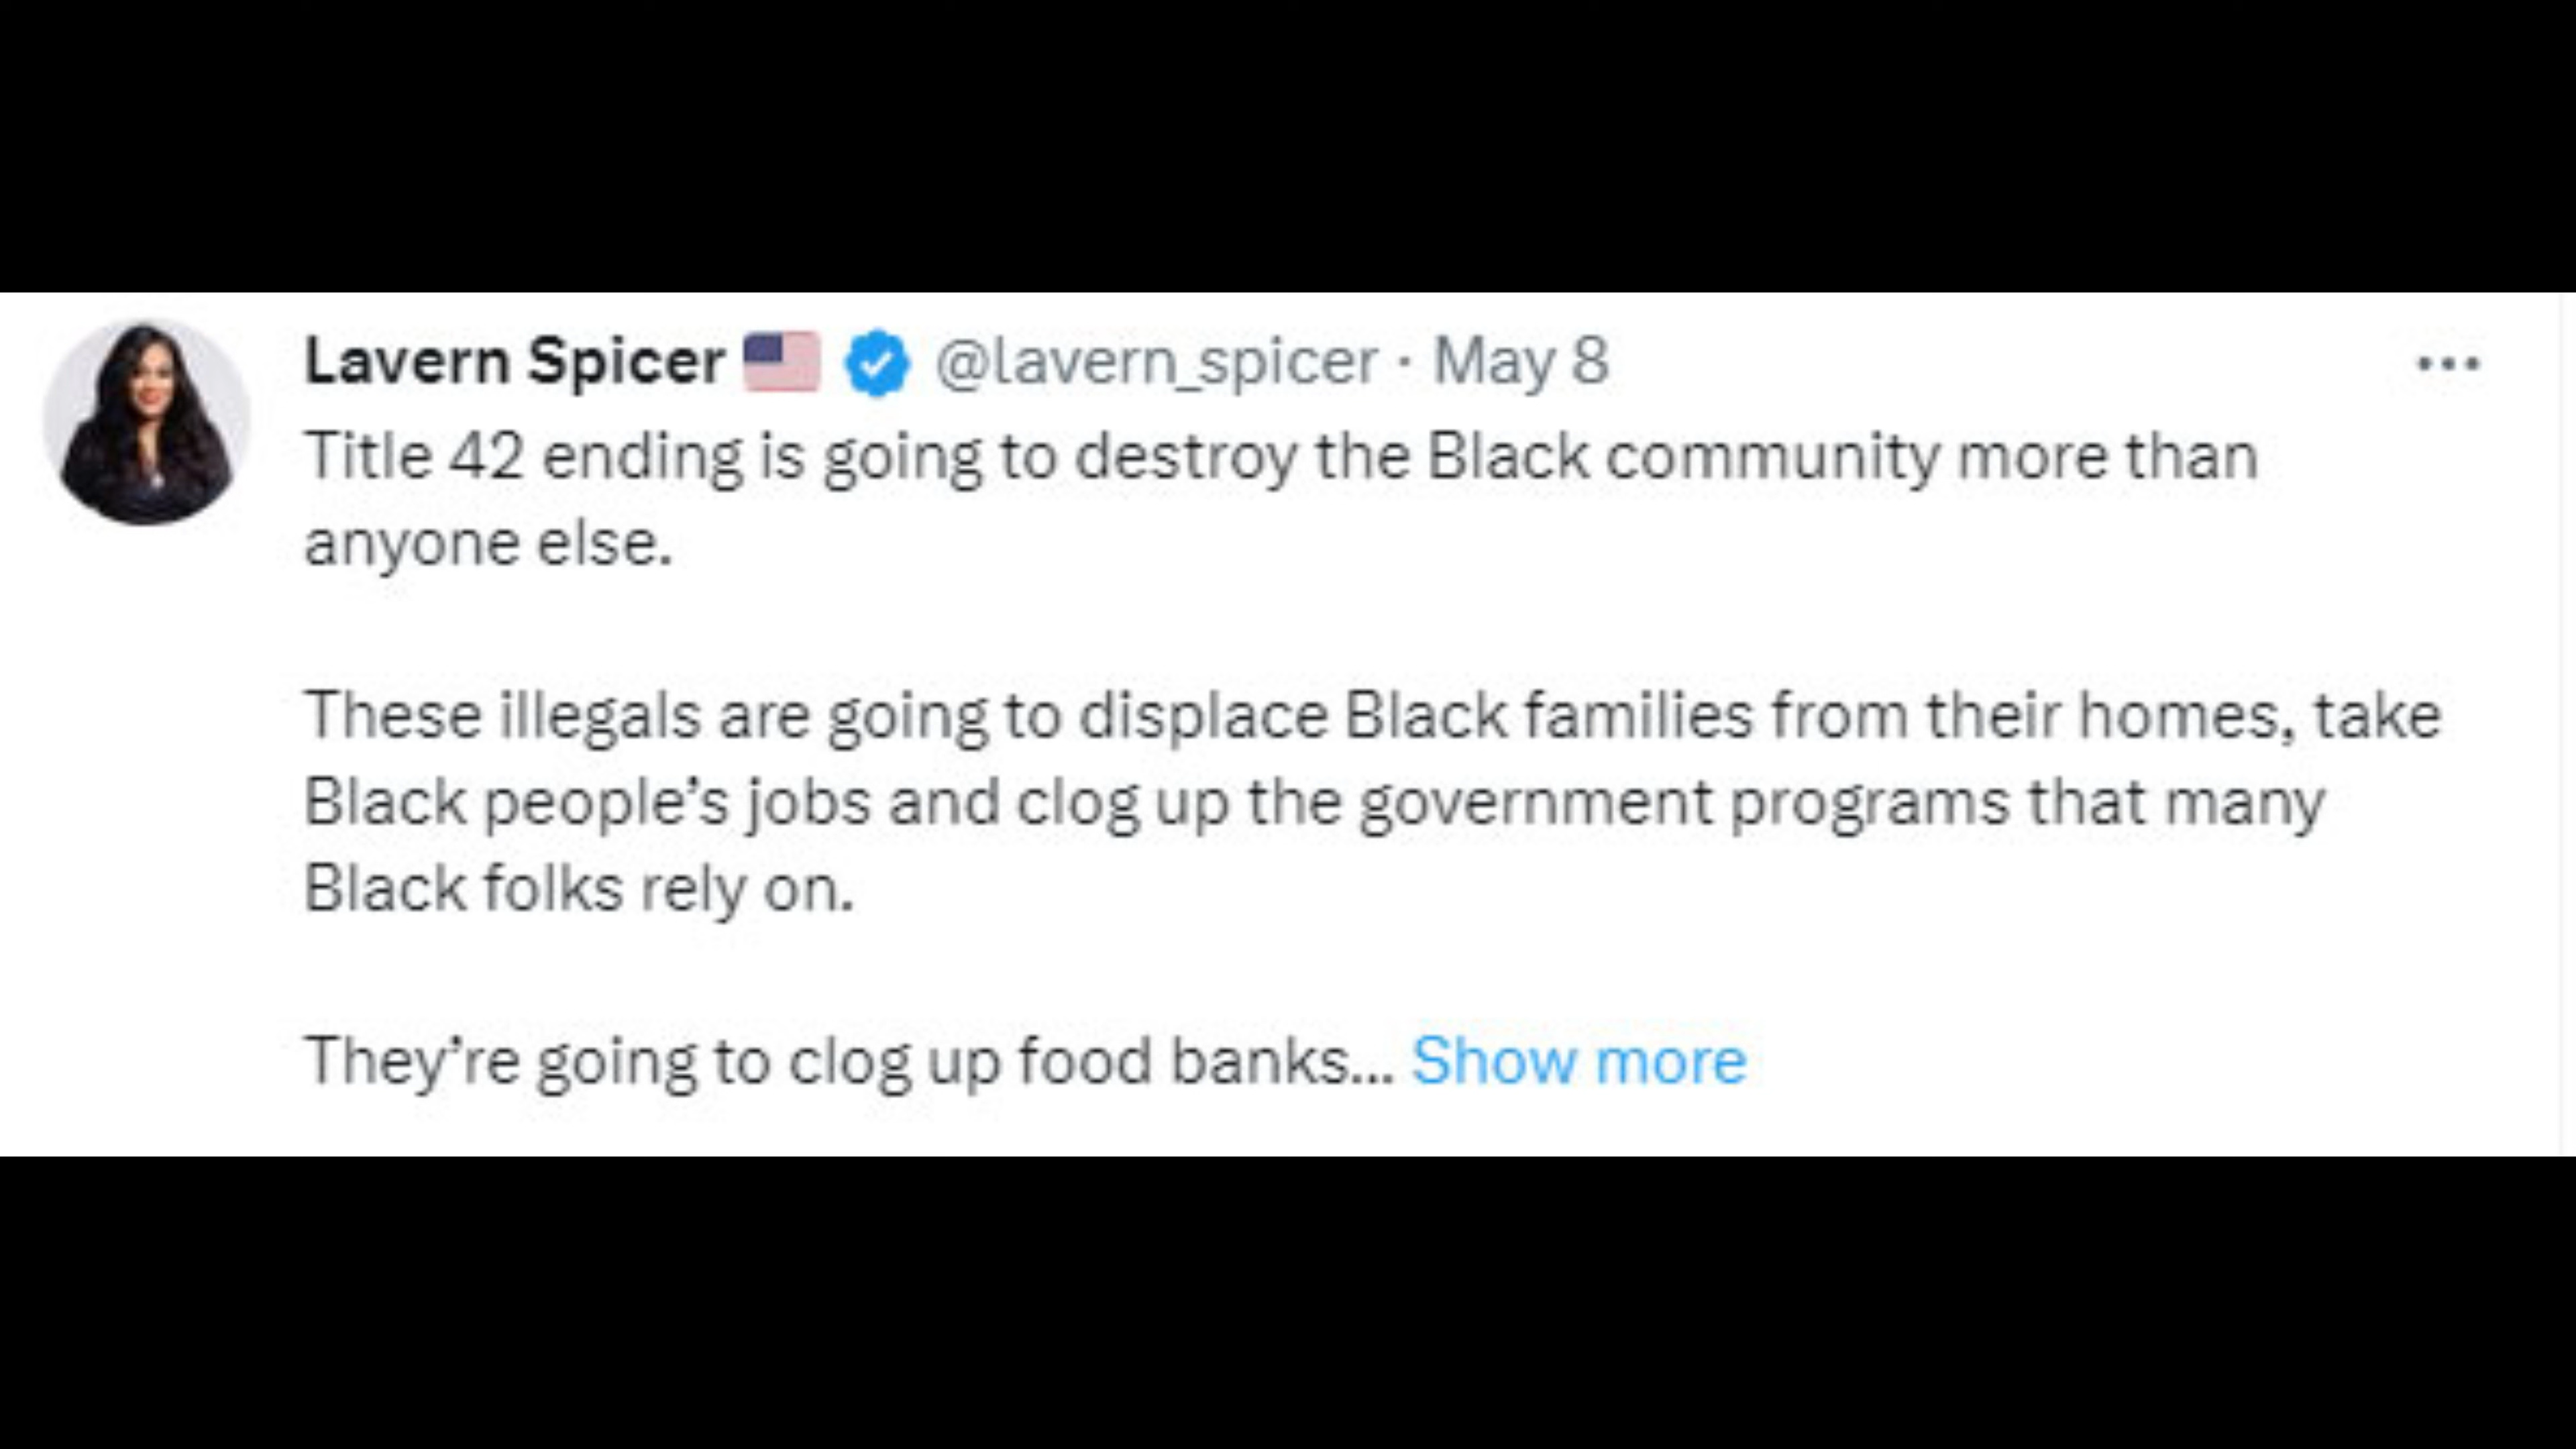 Lavern Spicer 🇺🇸 @lavern_spicer · May 8
Title 42 ending is going to destroy the Black community more than
anyone else.
These illegals are going to displace Black families from their homes, take
Black people’s jobs and clog up the government programs that many
Black folks rely on.
They’re going to clog up food banks... Show more